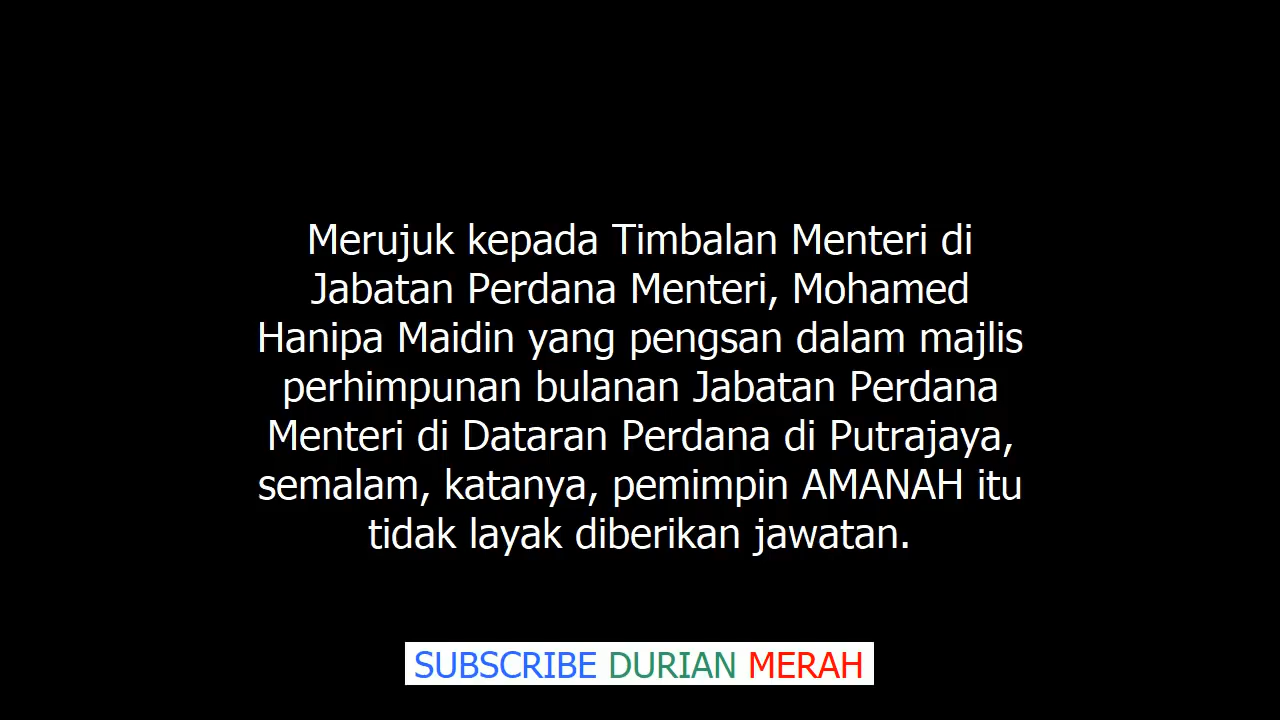 Merujuk kepada Timbalan Menteri di
Jabatan Perdana Menteri, Mohamed
Hanipa Maidin yang pengsan dalam majlis
perhimpunan bulanan Jabatan Perdana
Menteri di Dataran Perdana di Putrajaya,
semalam, katanya, pemimpin AMANAH itu
tidak layak diberikan jawatan.
SUBSCRIBE DURIAN MERAH